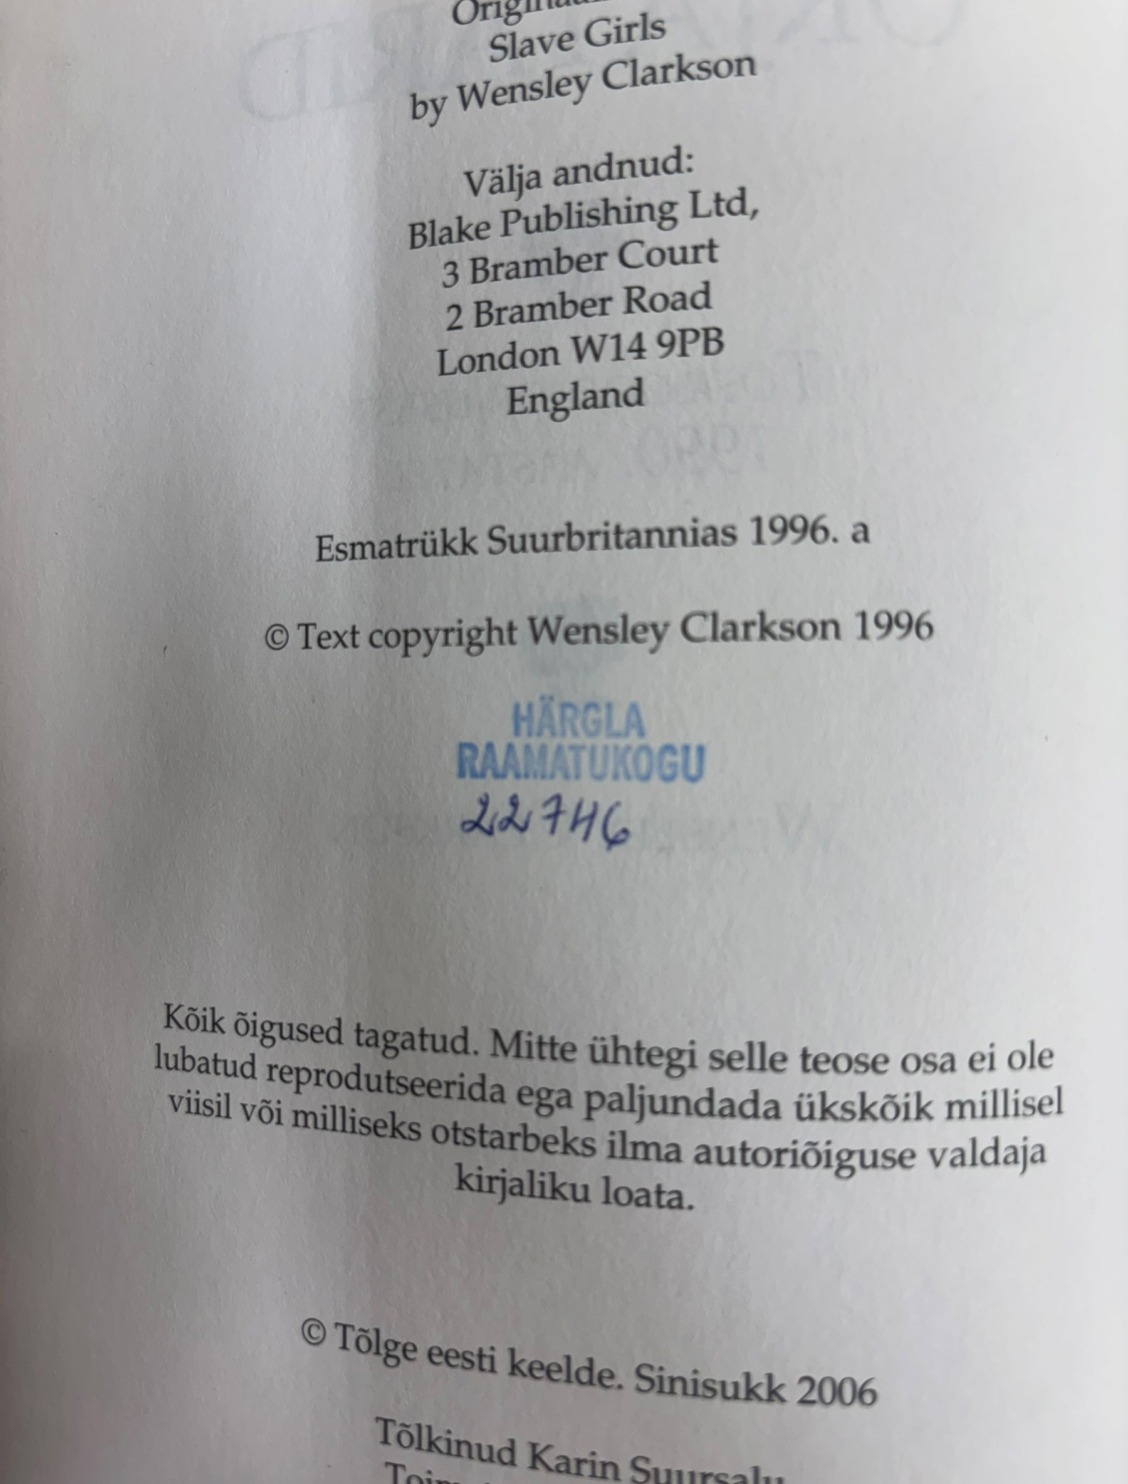 Slave Girls
by Wensley Clarkson
Välja andnud:
Blake Publishing Ltd,
3 Bramber Court
2 Bramber Road
London W14 9PB
England
Esmatrükk Suurbritannias 1996. a
© Text copyright Wensley Clarkson 1996
HÄRGLA
RAAMATUKOGU
22746
Kõik õigused tagatud. Mitte ühtegi selle teose osa ei ole
lubatud reprodutseerida ega paljundada ükskõik millisel
viisil või milliseks otstarbeks ilma autoriõiguse valdaja
kirjaliku loata.
© Tõlge eesti keelde. Sinisukk 2006
Tõlkinud Karin Suursalu